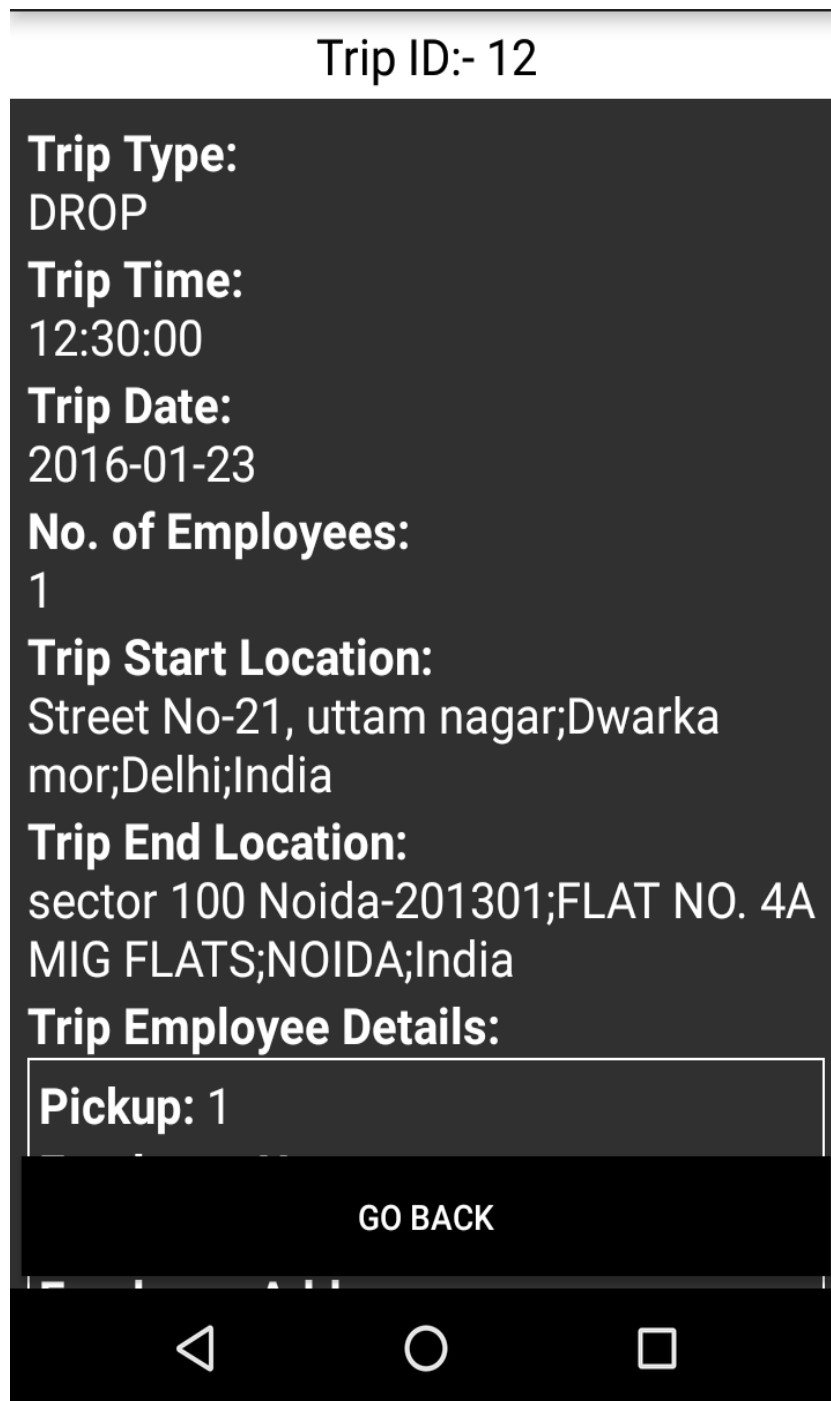 Trip ID:- 12
Trip Type:
DROP
Trip Time:
12:30:00
Trip Date:
2016-01-23
No. of Employees:
1
Trip Start Location:
Street No-21, uttam nagar;Dwarka
mor;Delhi;India
Trip End Location:
sector 100 Noida-201301;FLAT NO. 4A
MIG FLATS;NOIDA;India
Trip Employee Details:
Pickup: 1
GO BACK